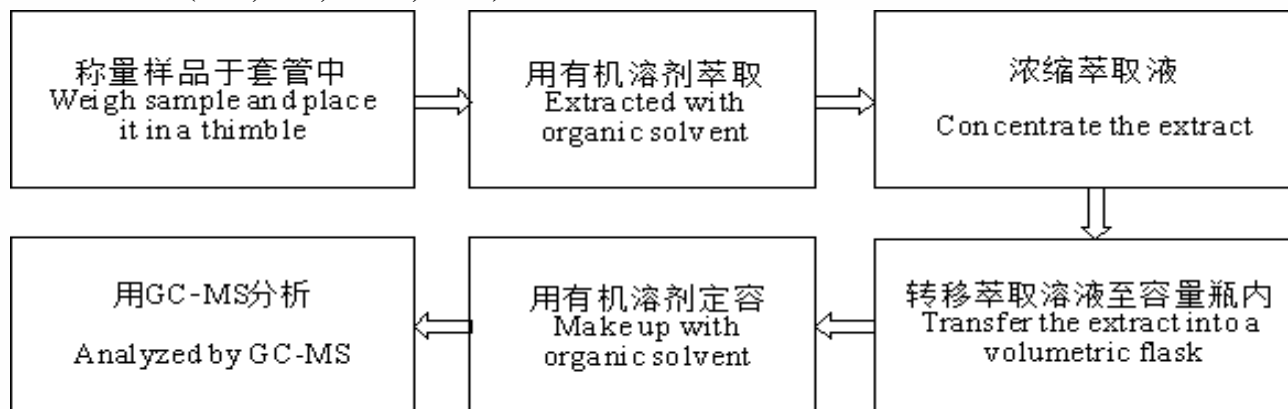 称量样品于套管中
Weigh sample and place
it in a thimble
用有机溶剂萃取
Extracted with
organic solvent
浓缩萃取液
Concentrate the extract
转移萃取溶液至容量瓶内
Transfer the extract into a
volumetric flask
用有机溶剂定容
Make up with
organic solvent
用GC-MS分析
Analyzed by GC-MS